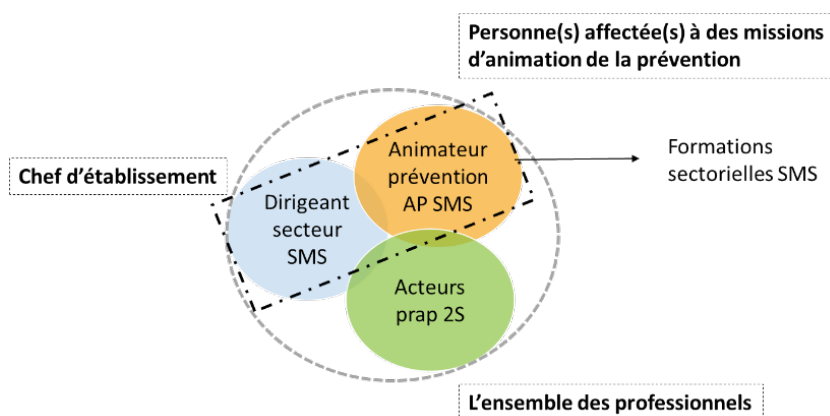 Personne(s) affectée(s) à des missions
d'animation de la prévention
Chef d'établissement
Animateur
prévention
AP SMS
Formations
sectorielles SMS
Dirigeant
secteur
SMS
Acteurs
prap 2S
L'ensemble des professionnels